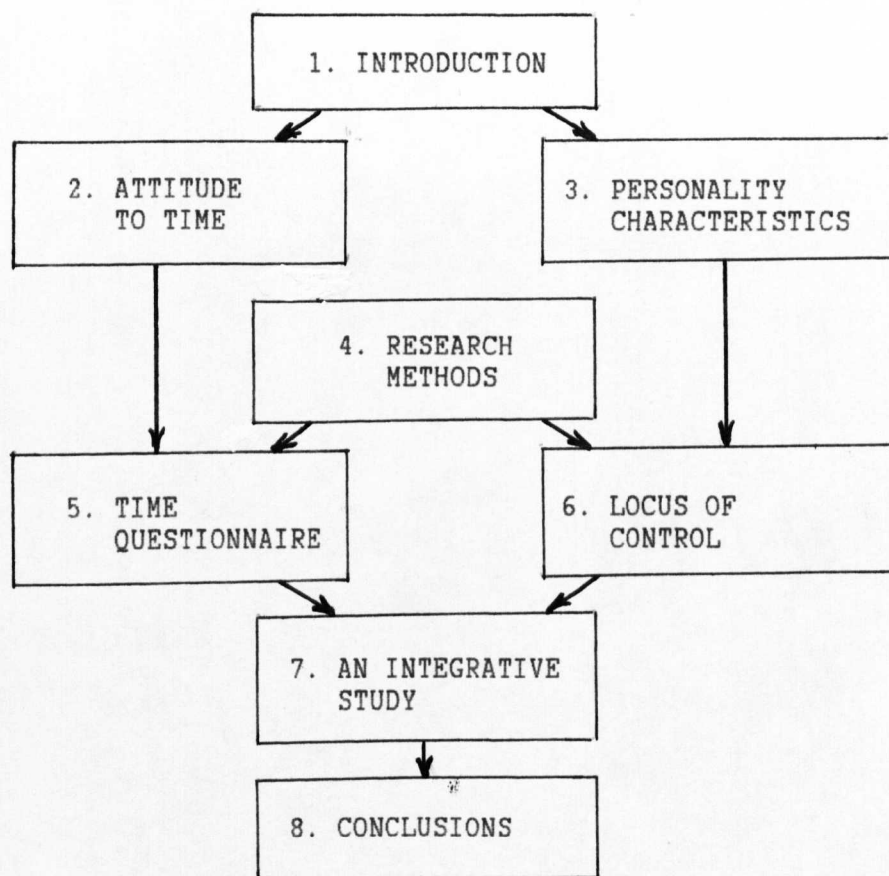 1. INTRODUCTION
2. ATTITUDE
TO TIME
3. PERSONALITY
CHARACTERISTICS
4. RESEARCH
METHODS
5. TIME
QUESTIONNAIRE
6. LOCUS OF
CONTROL
7. AN INTEGRATIVE
STUDY
8. CONCLUSIONS